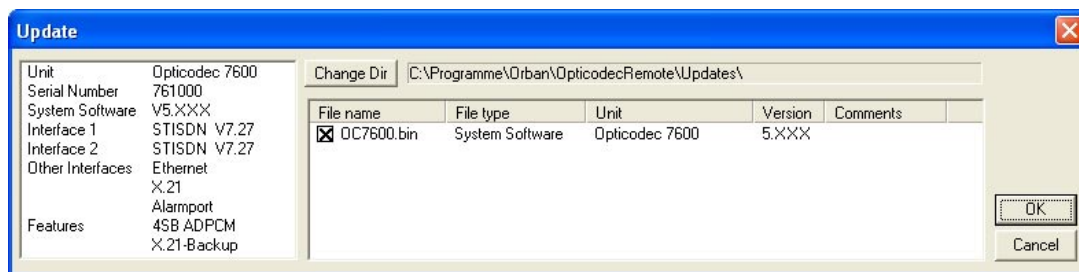 Update
Unit Opticodec 7600
Serial Number 761000
System Software V5.XXX
Interface 1 STISDN V7.27
Interface 2 STISDN V7.27
Other Interfaces Ethernet
X.21
Alarmport
Features 4SB ADPCM
X.21-Backup
Change Dir C:\Programme\Orban\OpticodecRemote\Updates\
File name File type Unit Version Comments
OC7600.bin System Software Opticodec 7600 5.XXX
OK
Cancel